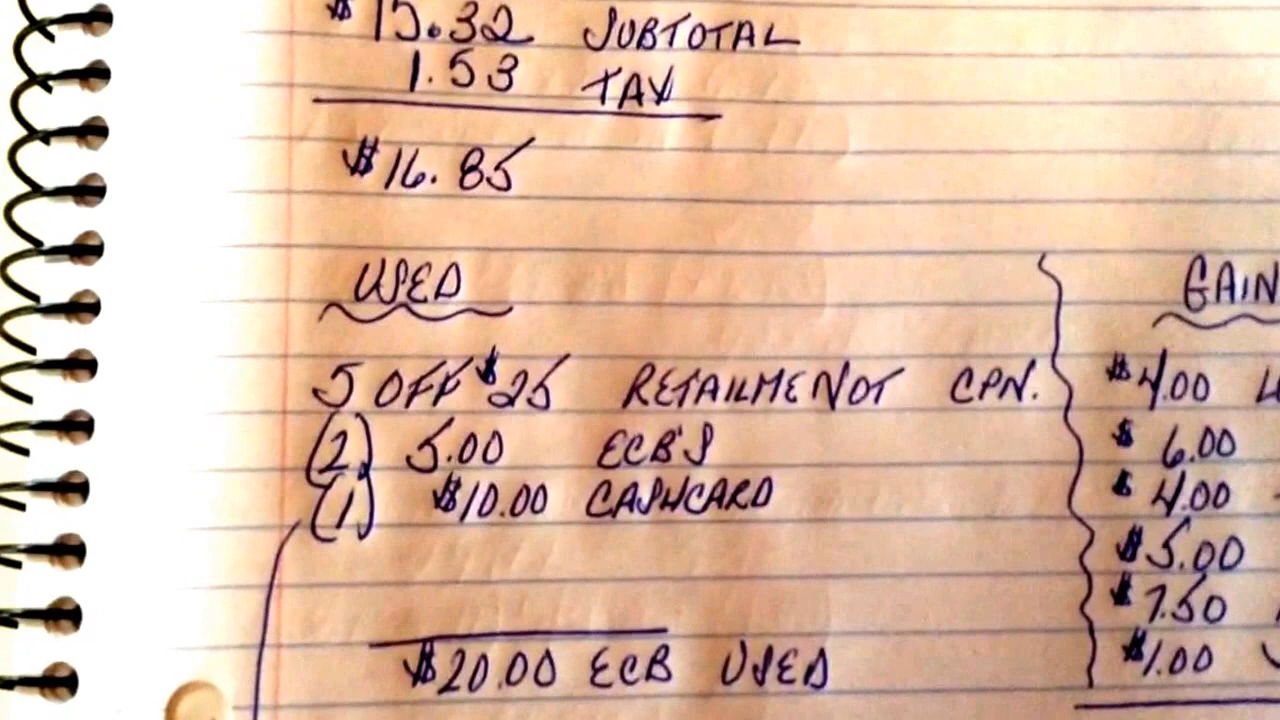 $15.32 SUBTOTAL
1.53 TAX
$16.85
USED
5 OFF $25 RETAILMENOT CPN.
(2) 5.00 ECB'S
(1) $10.00 CASHCARD
$20.00 ECB USED
GAIN
$4.00
$6.00
$4.00
$5.00
$7.50
$1.00